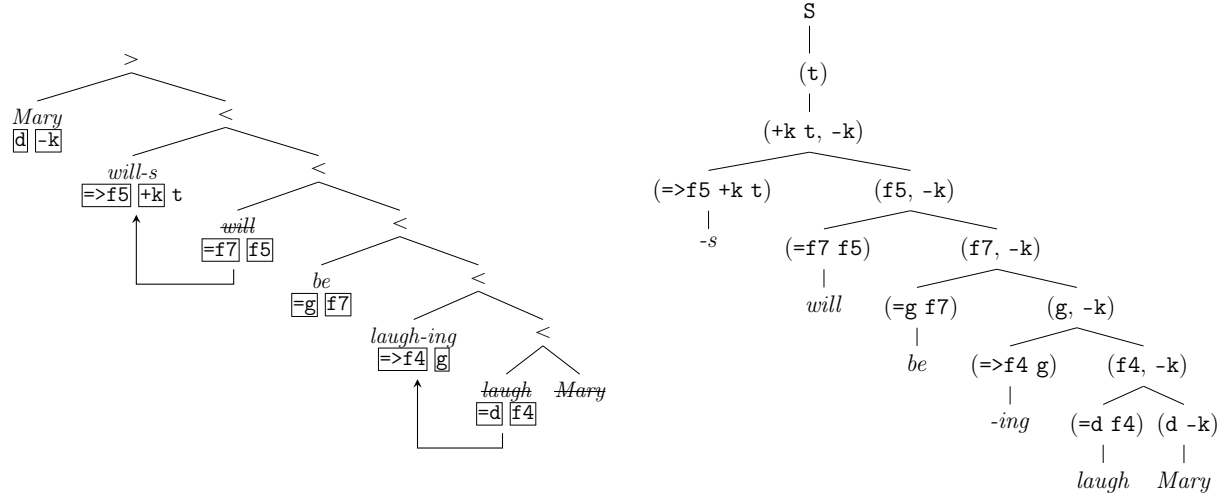 >
Mary
d -k
<
will-s
=>f5 +k t
<
will
=f7 f5
<
be
=g f7
<
laugh-ing
=>f4 g
<
laugh
=d f4
Mary
S
(t)
(+k t, -k)
(=>f5 +k t)
-s
(f5, -k)
(=f7 f5)
will
(f7, -k)
(=g f7)
be
(g, -k)
(=>f4 g)
-ing
(f4, -k)
(=d f4)
laugh
(d -k)
Mary